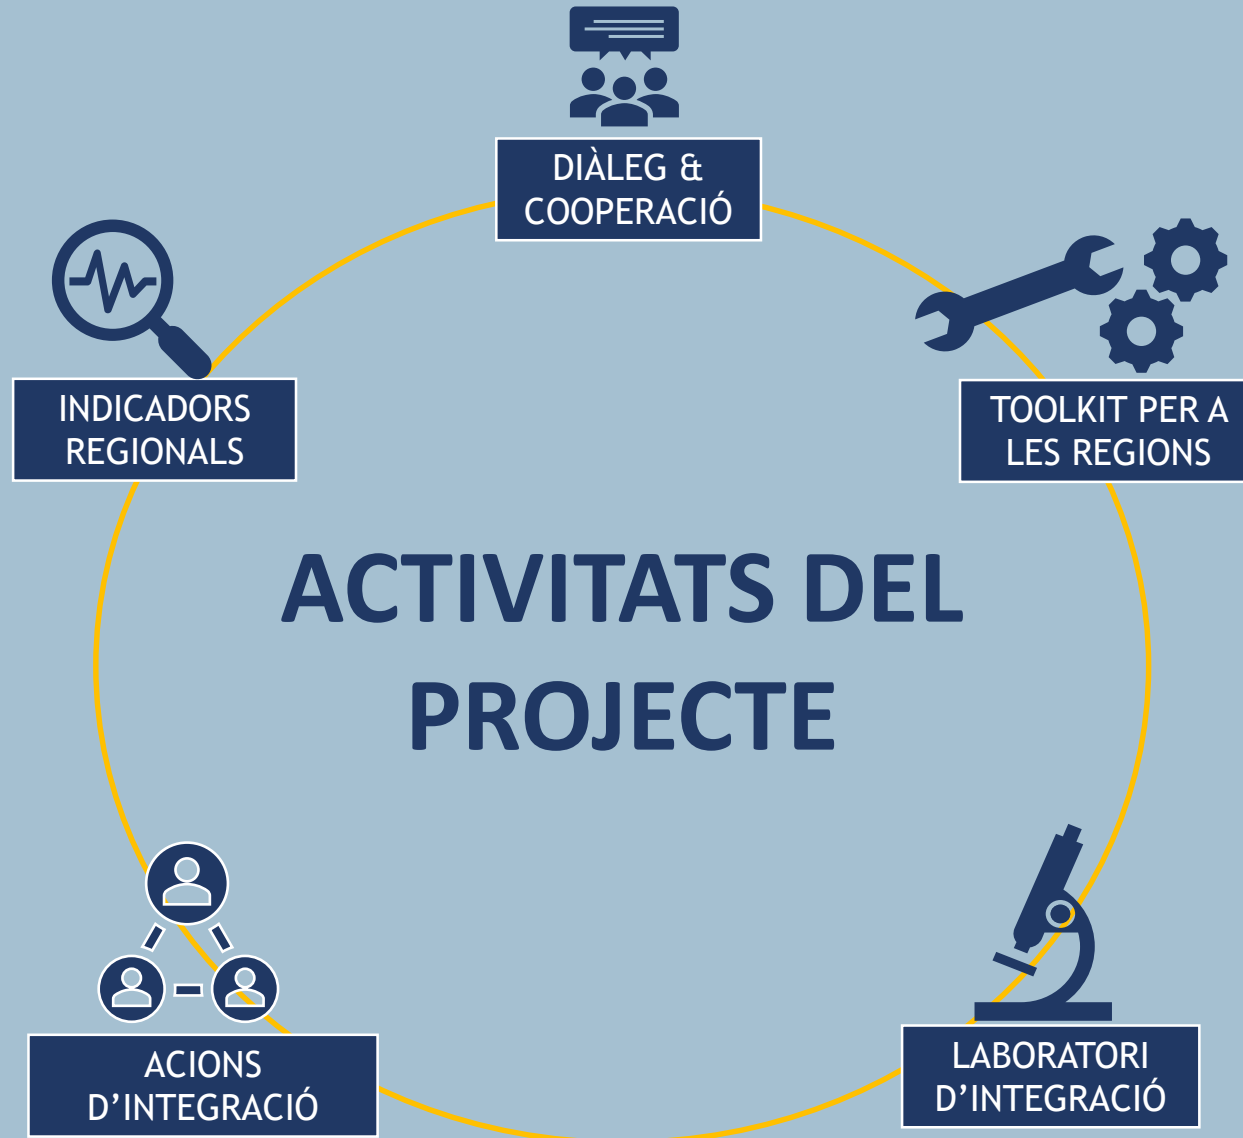 DIÀLEG &
COOPERACIÓ
INDICADORS
REGIONALS
TOOLKIT PER A
LES REGIONS
ACTIVITATS DEL
PROJECTE
ACIONS
D’INTEGRACIÓ
LABORATORI
D’INTEGRACIÓ